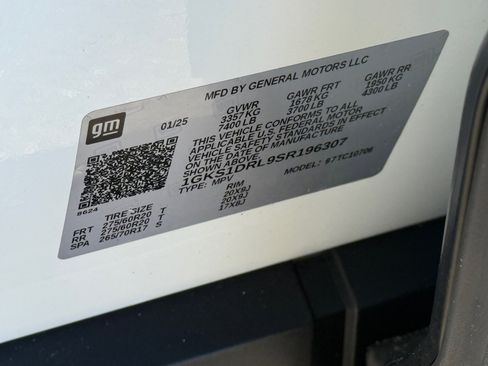 MFD BY GENERAL MOTORS LLC
gm
01/25
GVWR GAWR FRT GAWR RR
3357 KG 1678 KG 1950 KG
7400 LB 3700 LB 4300 LB
THIS VEHICLE CONFORMS TO ALL
APPLICABLE U.S. FEDERAL MOTOR
VEHICLE SAFETY STANDARDS IN EFFECT
ON THE DATE OF MANUFACTURE
SHOWN ABOVE.
1GKS1DRL9SR196307
TYPE: MPV MODEL: 87TC10706
8624
TIRE SIZE RIM
FRT 275/60R20 T 20X9J
RR 275/60R20 T 20X9J
SPA 265/70R17 S 17X8J